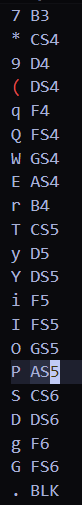 7 B3
* CS4
9 D4
( DS4
q F4
Q FS4
W GS4
E AS4
r B4
T CS5
y D5
Y DS5
i F5
I FS5
O GS5
P AS5
S CS6
D DS6
g F6
G FS6
. BLK